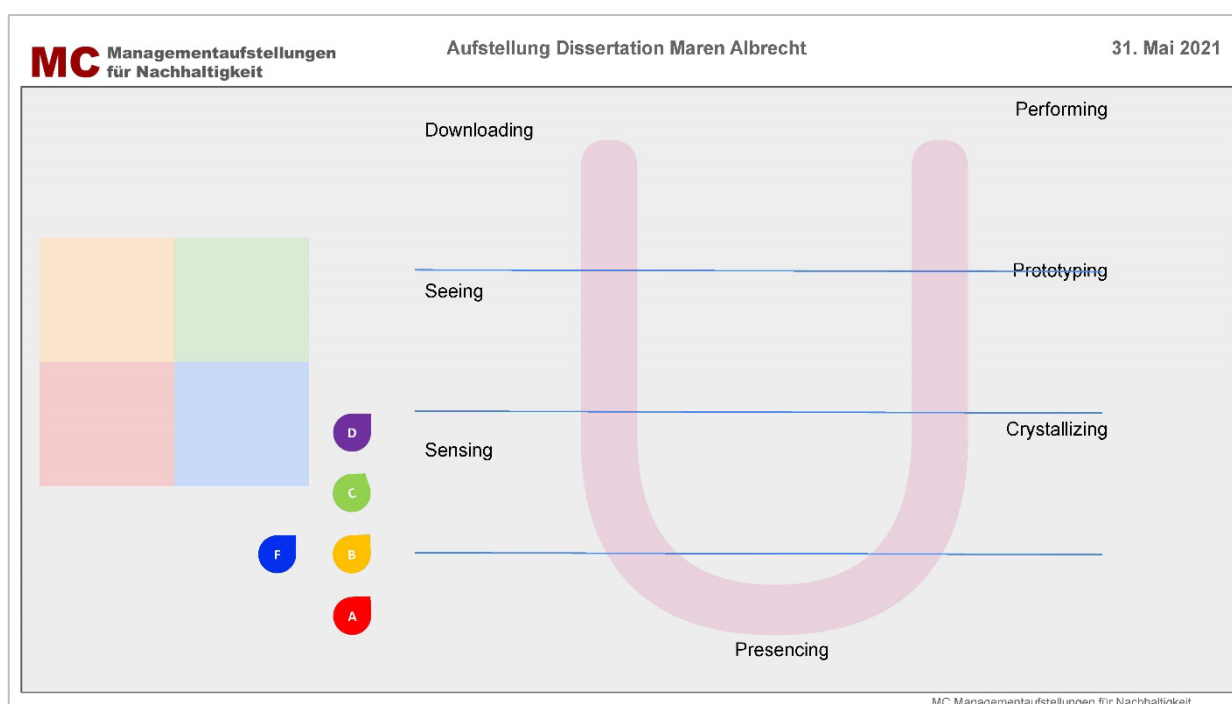 MC Managementaufstellungen
für Nachhaltigkeit
Aufstellung Dissertation Maren Albrecht
31. Mai 2021
Downloading
Performing
Seeing
Prototyping
D
Sensing
Crystallizing
C
F
B
A
Presencing
MC Managementaufstellungen für Nachhaltigkeit